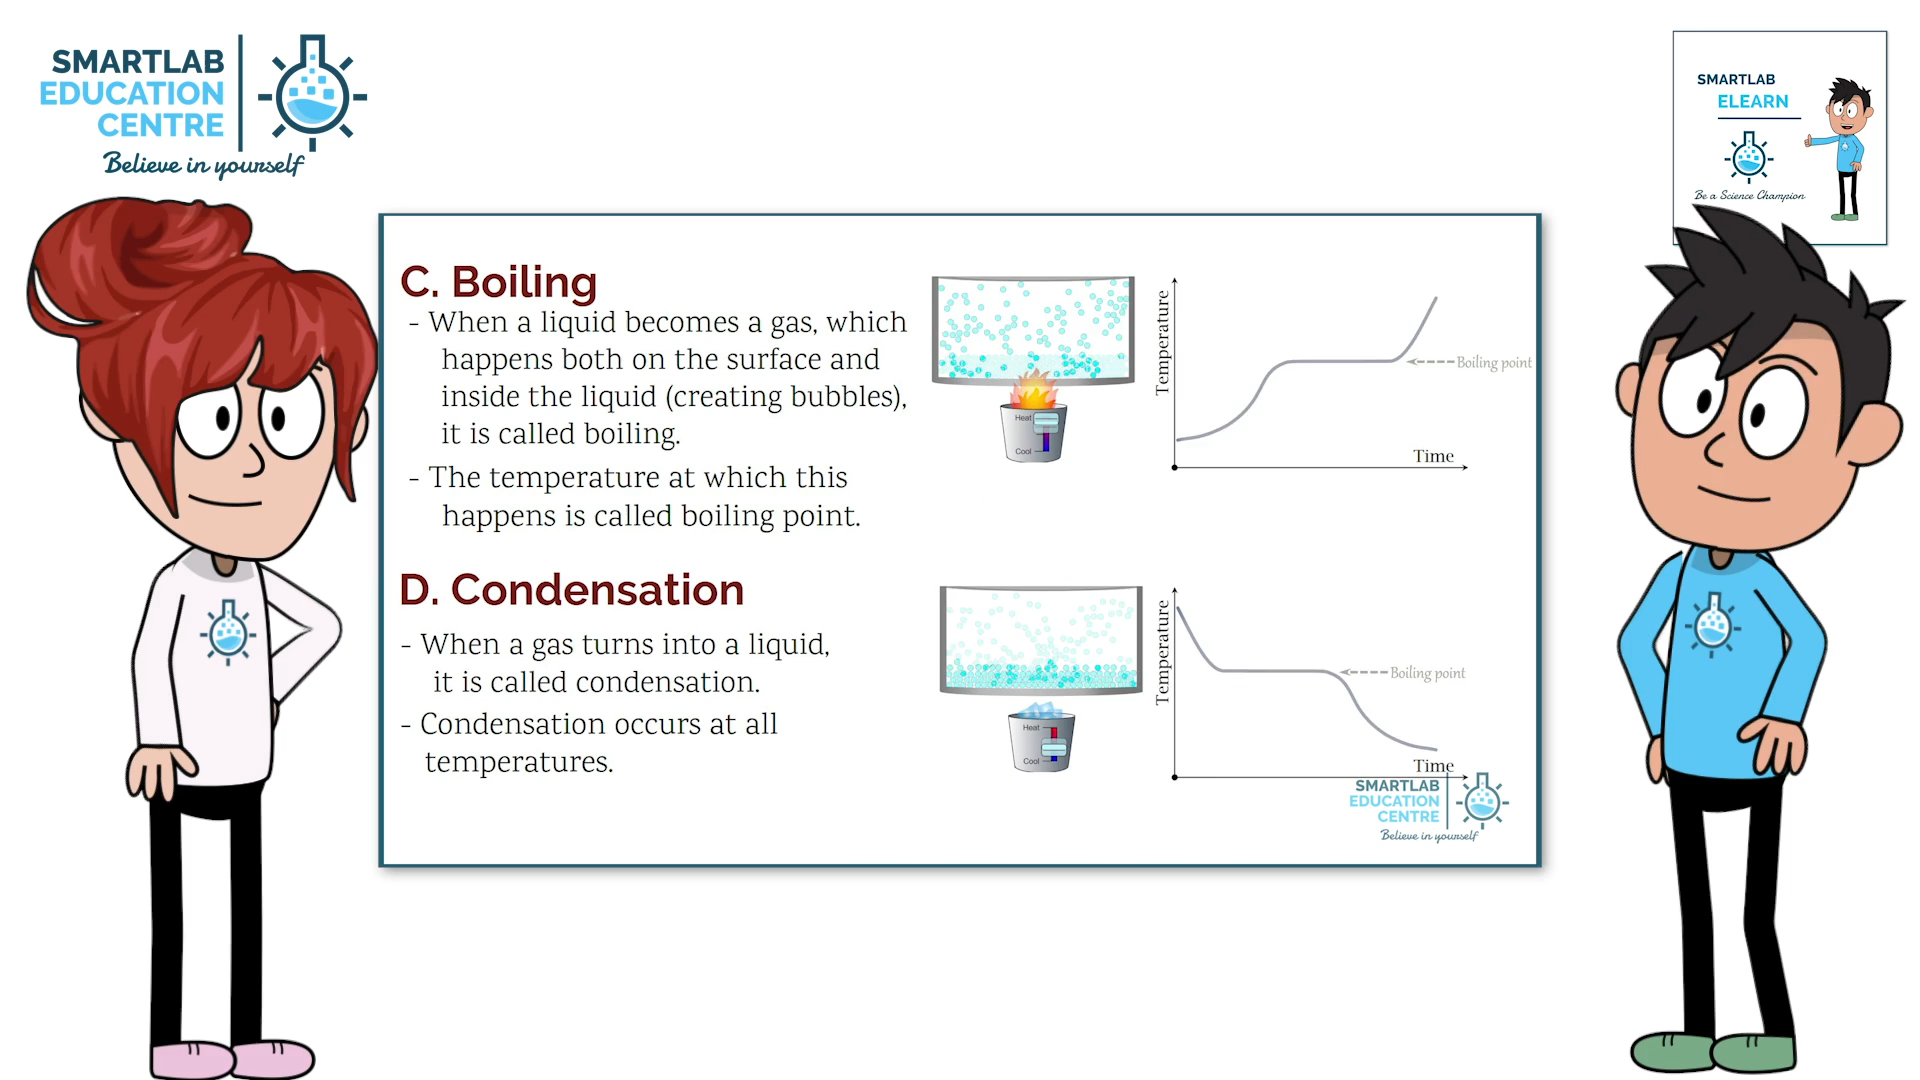 SMARTLAB
EDUCATION
CENTRE
Believe in yourself
SMARTLAB
ELEARN
Be a Science Champion
C. Boiling
- When a liquid becomes a gas, which
happens both on the surface and
inside the liquid (creating bubbles),
it is called boiling.
- The temperature at which this
happens is called boiling point.
Heat
Cool
Temperature
Boiling point
Time
D. Condensation
- When a gas turns into a liquid,
it is called condensation.
- Condensation occurs at all
temperatures.
Heat
Cool
Temperature
Boiling point
Time
SMARTLAB
EDUCATION
CENTRE
Believe in yourself